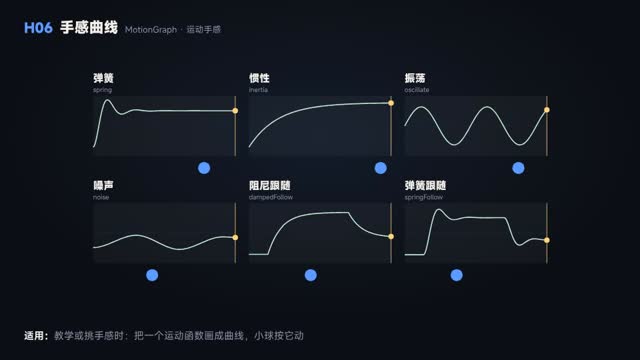 H06 手感曲线 MotionGraph · 运动手感
弹簧
spring
惯性
inertia
振荡
oscillate
噪声
noise
阻尼跟随
dampedFollow
弹簧跟随
springFollow
适用：教学或挑手感时：把一个运动函数画成曲线，小球按它动